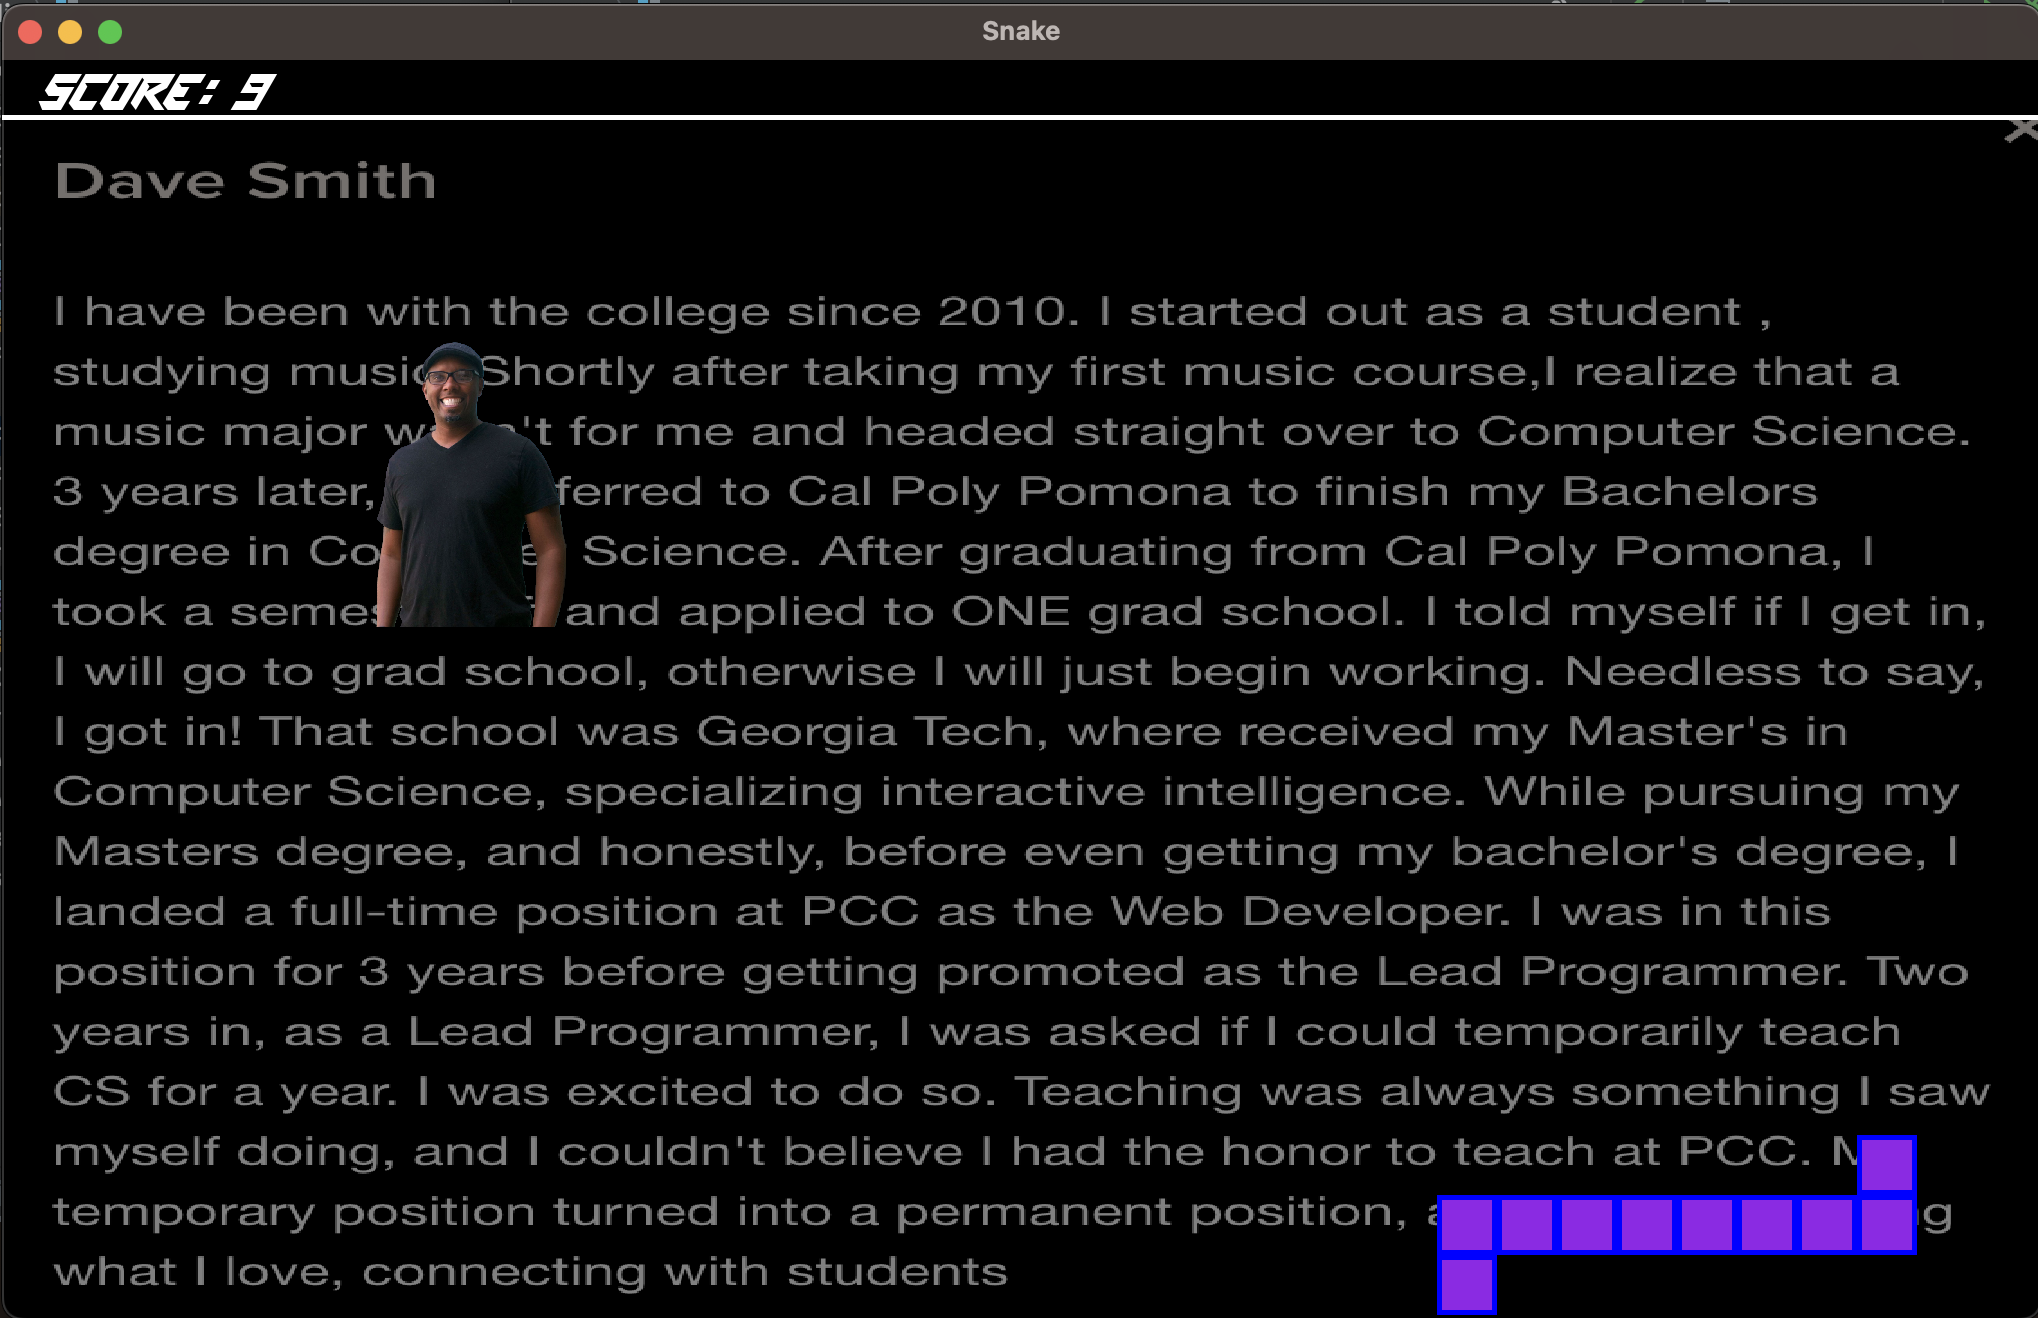 Snake
SCORE: 9
Dave Smith
I have been with the college since 2010. I started out as a student ,
studying music Shortly after taking my first music course,I realize that a
music major 't for me and headed straight over to Computer Science.
3 years later, ferred to Cal Poly Pomona to finish my Bachelors
degree in Co Science. After graduating from Cal Poly Pomona, I
took a semes and applied to ONE grad school. I told myself if I get in,
I will go to grad school, otherwise I will just begin working. Needless to say,
I got in! That school was Georgia Tech, where received my Master's in
Computer Science, specializing interactive intelligence. While pursuing my
Masters degree, and honestly, before even getting my bachelor's degree, I
landed a full-time position at PCC as the Web Developer. I was in this
position for 3 years before getting promoted as the Lead Programmer. Two
years in, as a Lead Programmer, I was asked if I could temporarily teach
CS for a year. I was excited to do so. Teaching was always something I saw
myself doing, and I couldn't believe I had the honor to teach at PCC.
temporary position turned into a permanent position,
what I love, connecting with students